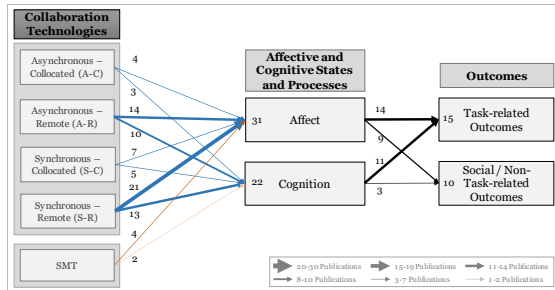 Collaboration
Technologies
Asynchronous –
Collocated (A-C)
Asynchronous –
Remote (A-R)
Synchronous –
Collocated (S-C)
Synchronous –
Remote (S-R)
SMT
4
3
14
10
7
5
21
13
4
2
Affective and
Cognitive States
and Processes
31 Affect
22 Cognition
14
9
11
3
Outcomes
15 Task-related
Outcomes
10 Social / Non-
Task-related
Outcomes
20-30 Publications 15-19 Publications 11-14 Publications
8-10 Publications 3-7 Publications 1-2 Publications